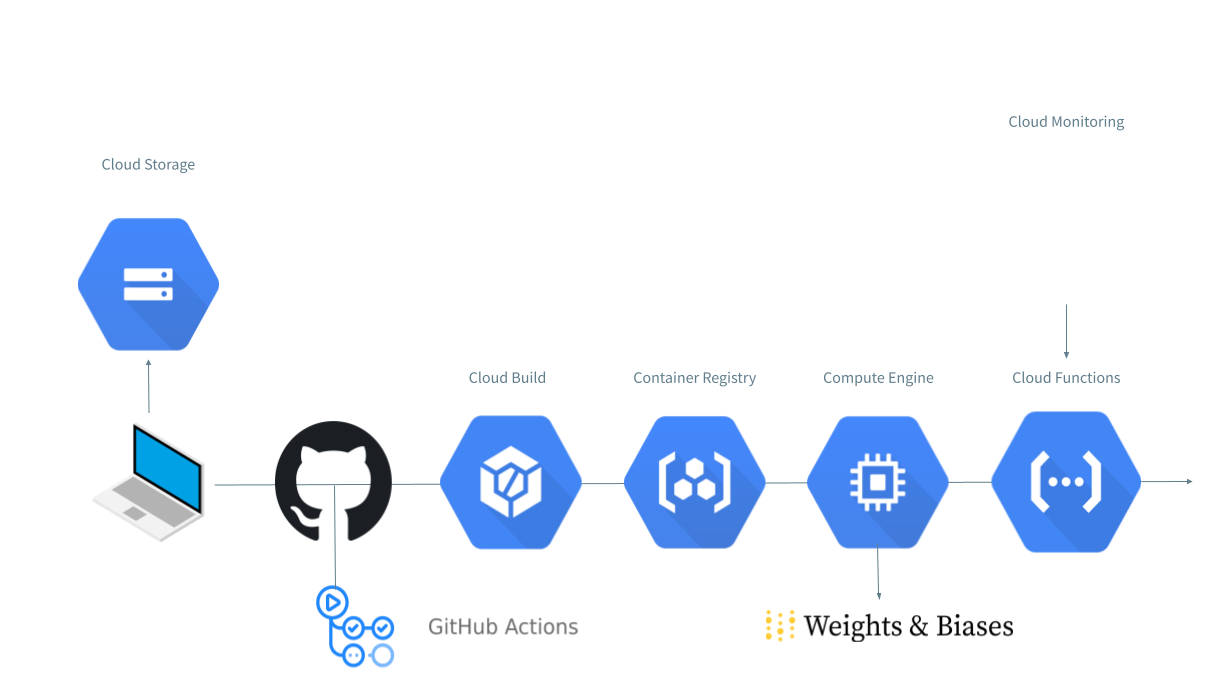 Cloud Monitoring
Cloud Storage
Cloud Build
Container Registry
Compute Engine
Cloud Functions
GitHub Actions
Weights & Biases